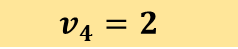 v₄ = 2